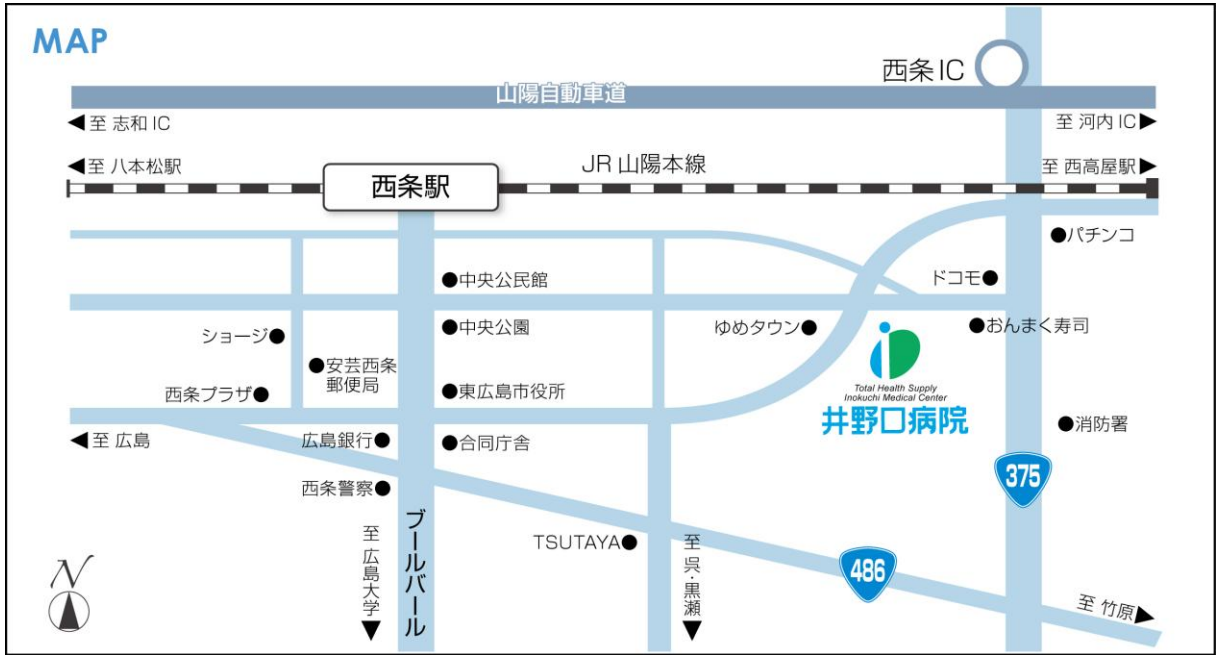 MAP
西条IC
山陽自動車道
至 志和IC
至 河内IC
至 八本松駅
JR山陽本線
至 西高屋駅
西条駅
パチンコ
中央公民館
ドコモ
ショージ
中央公園
ゆめタウン
おんまく寿司
安芸西条
郵便局
西条プラザ
東広島市役所
Total Health Supply
Inokuchi Medical Center
井野口病院
至 広島
広島銀行
合同庁舎
消防署
西条警察
375
至 広島大学
ブールバール
TSUTAYA
至 呉・黒瀬
486
至 竹原
N